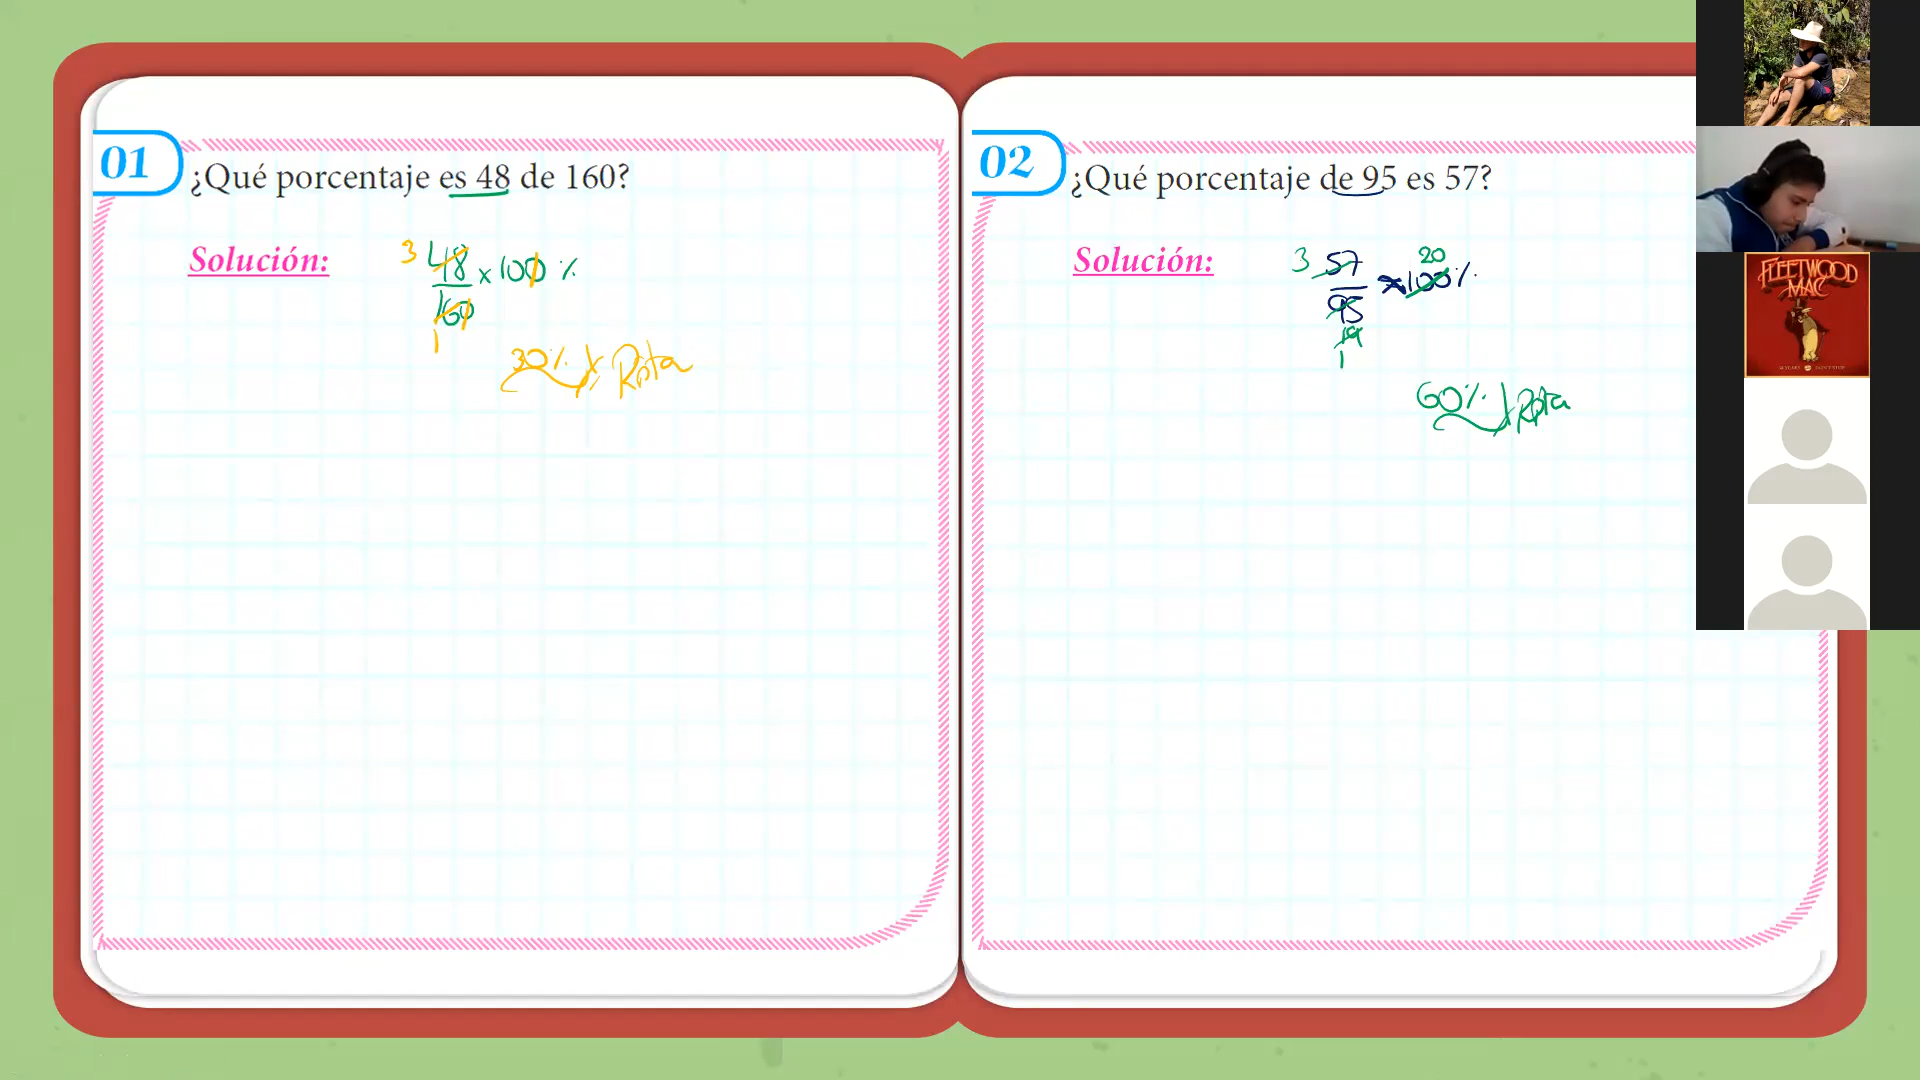 01
¿Qué porcentaje es 48 de 160?
Solución:
3 48
160
x 100 %
1
30% Rpta
02
¿Qué porcentaje de 95 es 57?
Solución:
3 57
95
x 100 %
20
19
1
60% Rpta
FLEETWOOD
MAC